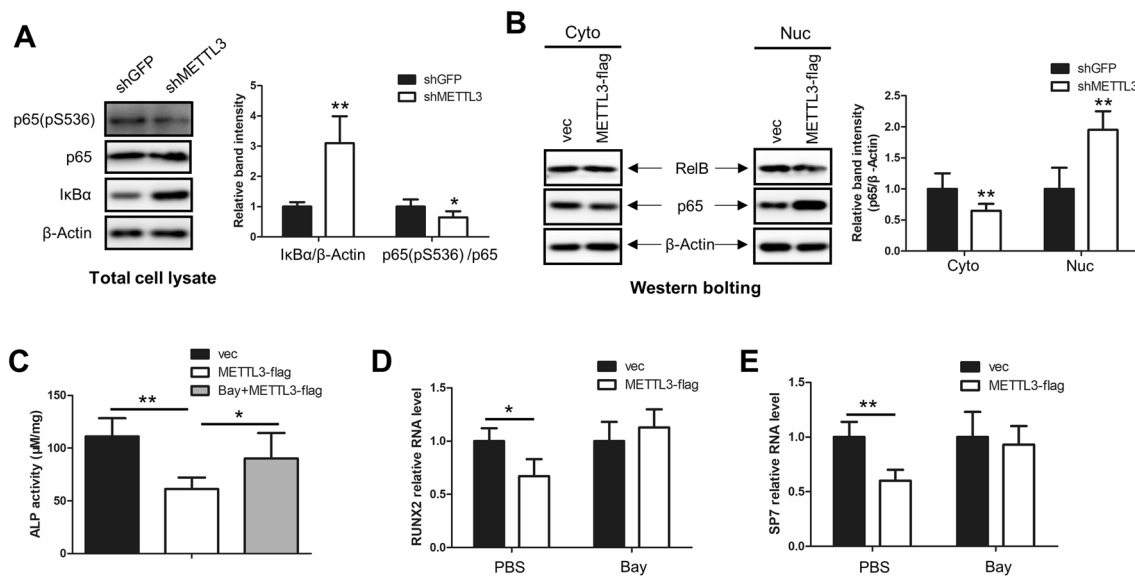 A
shGFP
shMETTL3
p65(pS536)
p65
IκBα
β-Actin
Total cell lysate
shGFP
shMETTL3
Relative band intensity
5
4
3
2
1
0
**
*
IκBα/β-Actin
p65(pS536) /p65
B
Cyto
Nuc
vec
METTL3-flag
vec
METTL3-flag
RelB
p65
β-Actin
Western bolting
shGFP
shMETTL3
Relative band intensity
(p65/β -Actin)
2.5
2.0
1.5
1.0
0.5
0.0
**
**
Cyto
Nuc
C
vec
METTL3-flag
Bay+METTL3-flag
ALP activity (μM/mg)
150
100
50
0
**
*
D
vec
METTL3-flag
RUNX2 relative RNA level
1.5
1.0
0.5
0.0
*
PBS
Bay
E
vec
METTL3-flag
SP7 relative RNA level
1.5
1.0
0.5
0.0
**
PBS
Bay